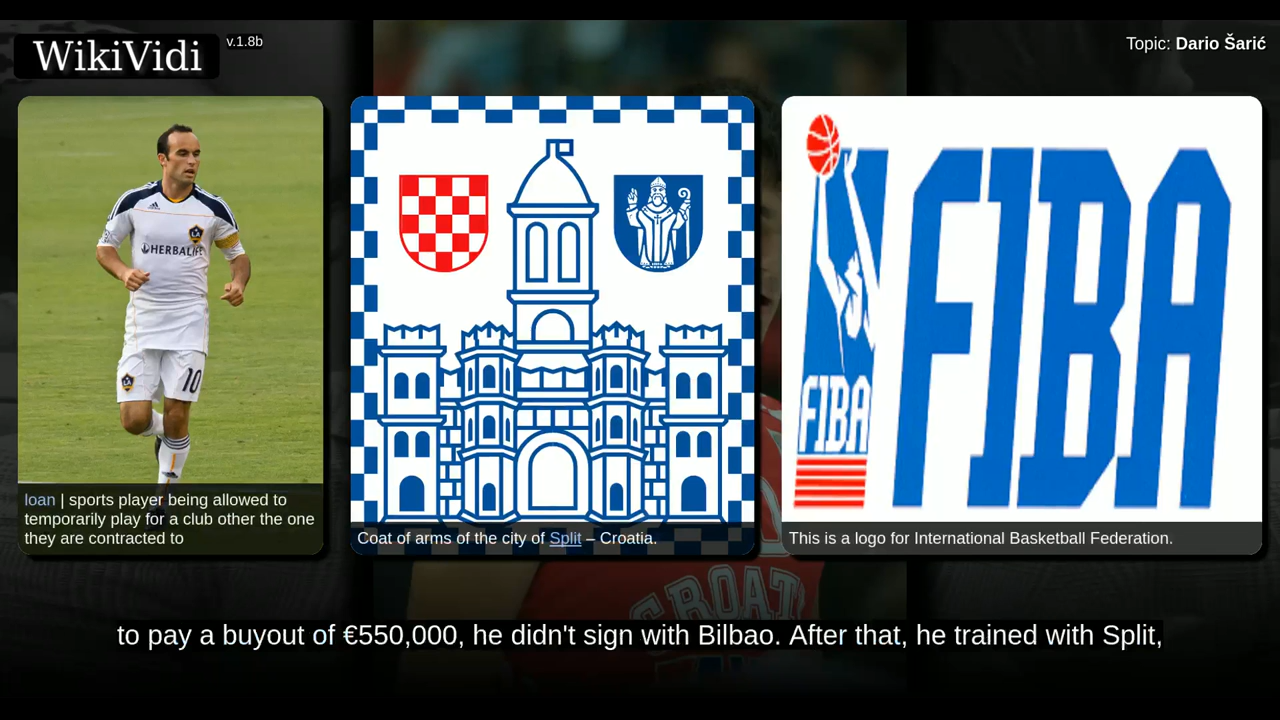 WikiVidi
v.1.8b
Topic: Dario Šarić
HERBALIFE
10
loan | sports player being allowed to
temporarily play for a club other the one
they are contracted to
Coat of arms of the city of Split – Croatia.
FIBA
FIBA
This is a logo for International Basketball Federation.
CROAT
to pay a buyout of €550,000, he didn't sign with Bilbao. After that, he trained with Split,